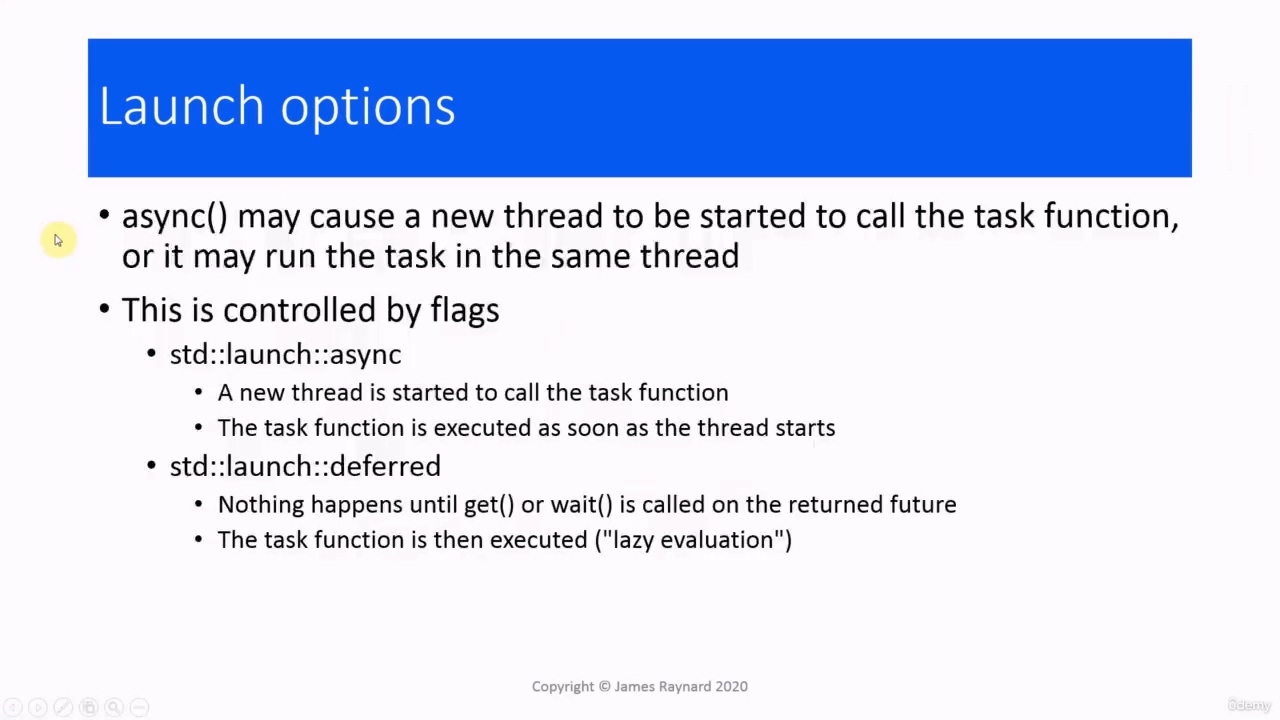 Launch options
• async() may cause a new thread to be started to call the task function,
or it may run the task in the same thread
• This is controlled by flags
• std::launch::async
• A new thread is started to call the task function
• The task function is executed as soon as the thread starts
• std::launch::deferred
• Nothing happens until get() or wait() is called on the returned future
• The task function is then executed ("lazy evaluation")
Copyright © James Raynard 2020
ûdemy